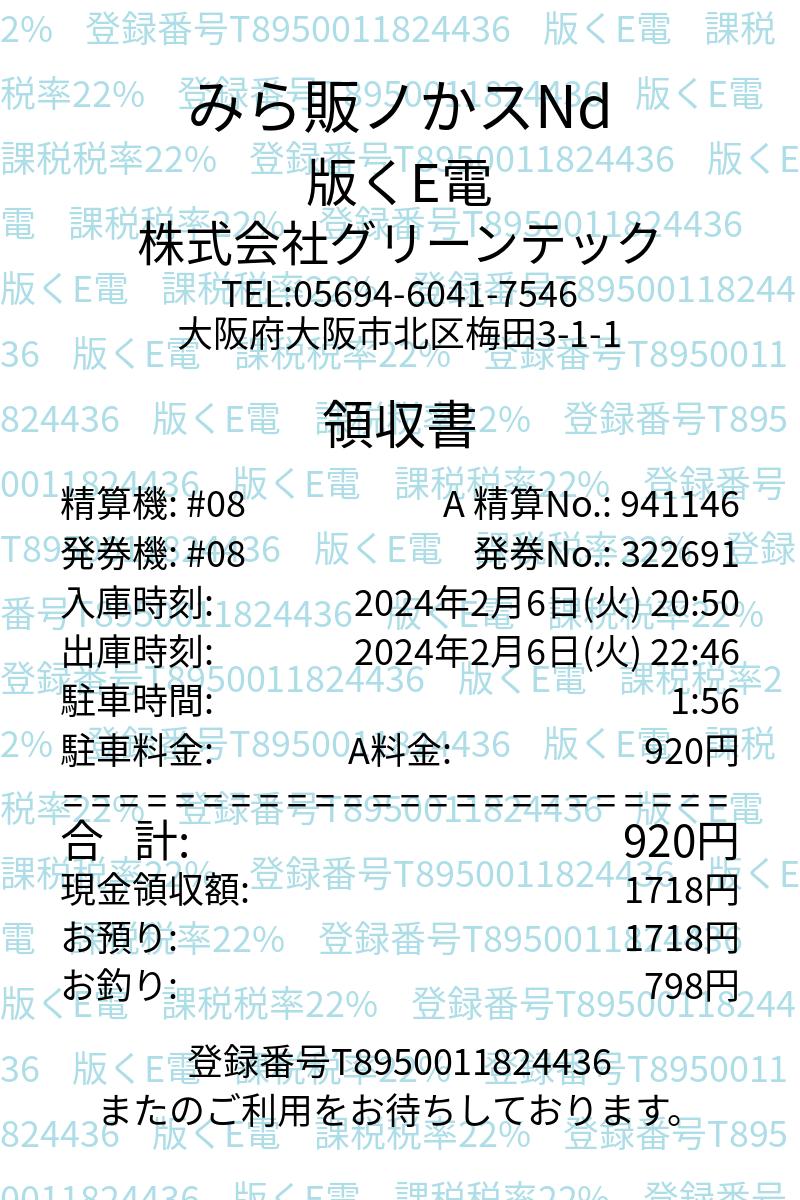 みら販ノかスNd
版くE電
株式会社グリーンテック
TEL:05694-6041-7546
大阪府大阪市北区梅田3-1-1
領収書
精算機: #08 A 精算No.: 941146
発券機: #08 発券No.: 322691
入庫時刻: 2024年2月6日(火) 20:50
出庫時刻: 2024年2月6日(火) 22:46
駐車時間: 1:56
駐車料金: A料金: 920円
========================
合 計: 920円
現金領収額: 1718円
お預り: 1718円
お釣り: 798円
登録番号T8950011824436
またのご利用をお待ちしております。
2% 登録番号T8950011824436 版くE電 課税
税率22% 登録番号T8950011824436 版くE電
課税税率22% 登録番号T8950011824436 版くE
電 課税税率22% 登録番号T8950011824436
版くE電 課税税率22% 登録番号T89500118244
36 版くE電 課税税率22% 登録番号T8950011
824436 版くE電 課税税率22% 登録番号T895
0011824436 版くE電 課税税率22% 登録番号
T8950011824436 版くE電 課税税率22% 登録
番号T8950011824436 版くE電 課税税率22%
登録番号T8950011824436 版くE電 課税税率2
2% 登録番号T8950011824436 版くE電 課税
税率22% 登録番号T8950011824436 版くE電
課税税率22% 登録番号T8950011824436 版くE
電 課税税率22% 登録番号T8950011824436
版くE電 課税税率22% 登録番号T89500118244
36 版くE電 課税税率22% 登録番号T8950011
824436 版くE電 課税税率22% 登録番号T895
0011824436 版くE電 課税税率22% 登録番号